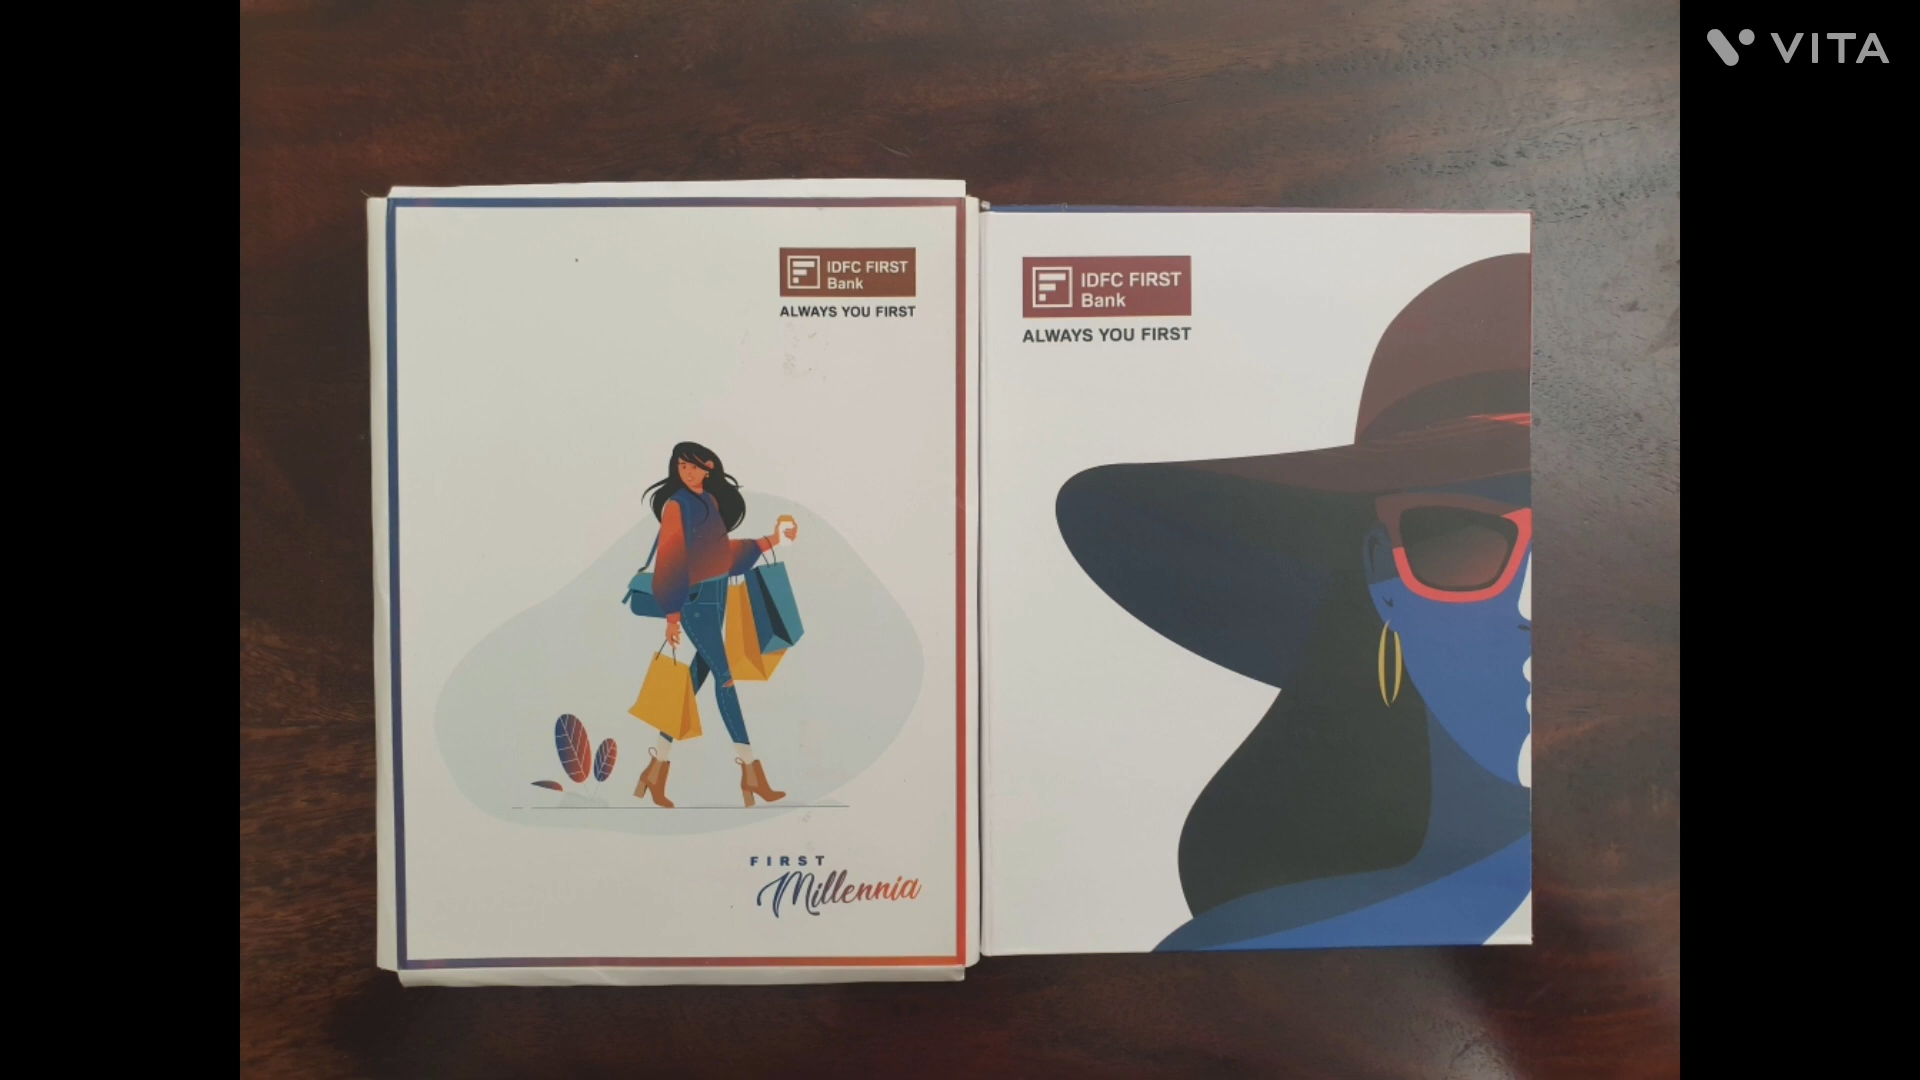 VITA
IDFC FIRST
Bank
ALWAYS YOU FIRST
FIRST
Millennia
IDFC FIRST
Bank
ALWAYS YOU FIRST